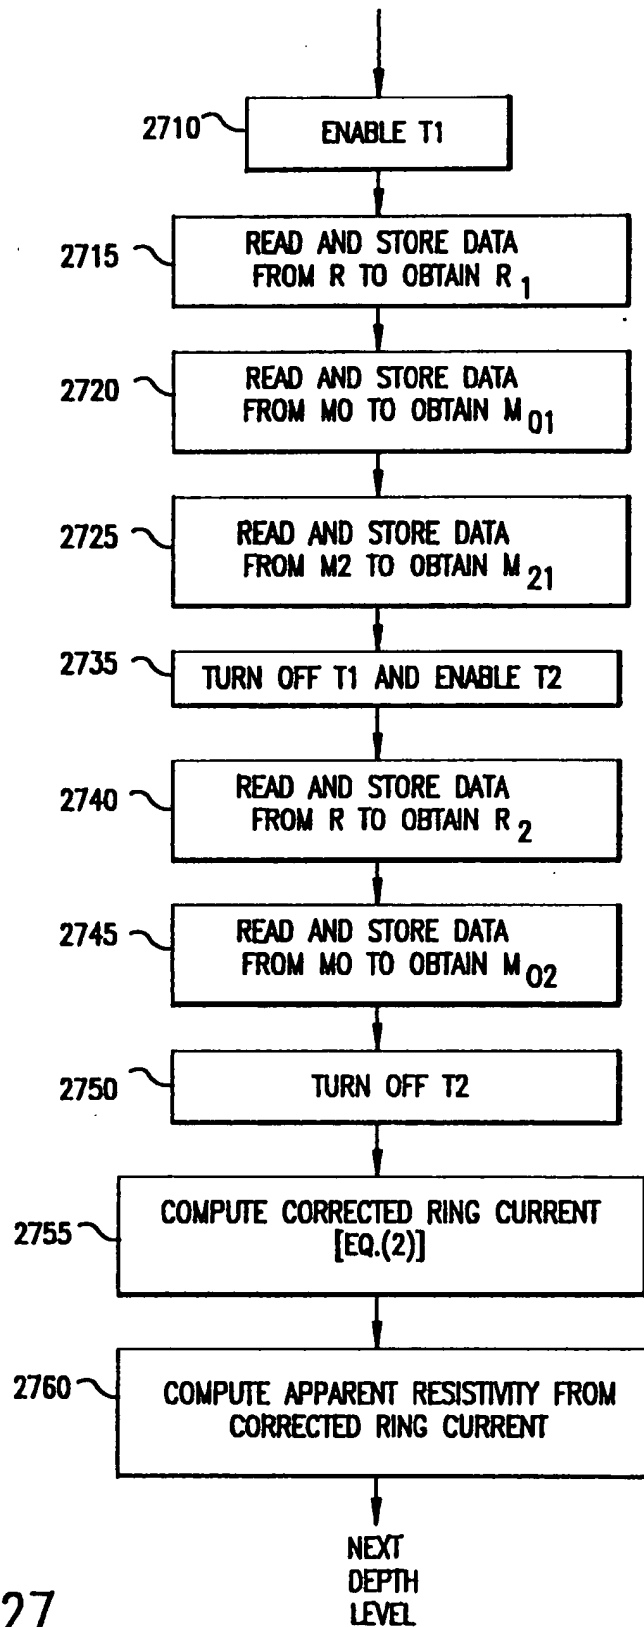 2710
ENABLE T1
2715
READ AND STORE DATA
FROM R TO OBTAIN R1
2720
READ AND STORE DATA
FROM MO TO OBTAIN M01
2725
READ AND STORE DATA
FROM M2 TO OBTAIN M21
2735
TURN OFF T1 AND ENABLE T2
2740
READ AND STORE DATA
FROM R TO OBTAIN R2
2745
READ AND STORE DATA
FROM MO TO OBTAIN M02
2750
TURN OFF T2
2755
COMPUTE CORRECTED RING CURRENT
[EQ.(2)]
2760
COMPUTE APPARENT RESISTIVITY FROM
CORRECTED RING CURRENT
NEXT
DEPTH
LEVEL
27